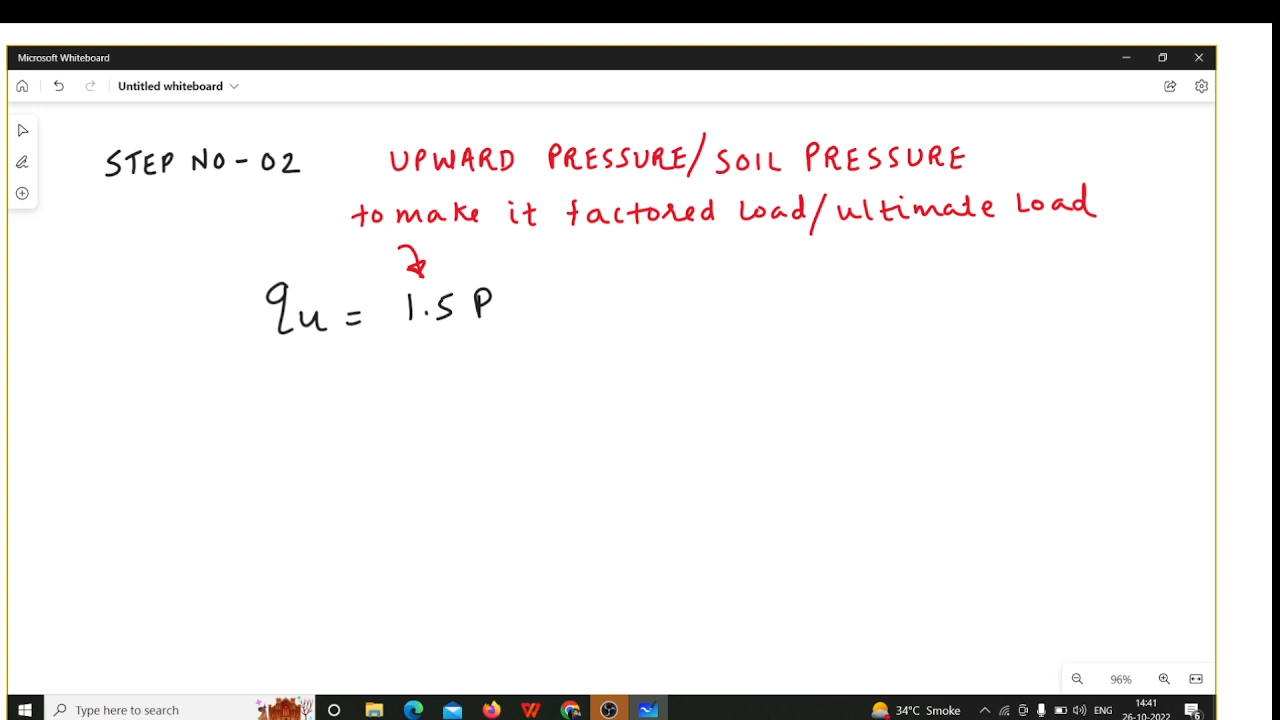 Microsoft Whiteboard
Untitled whiteboard
STEP NO-02 UPWARD PRESSURE/SOIL PRESSURE
to make it factored load/ultimate load
qu = 1.5 P
96%
Type here to search
34°C Smoke
ENG
14:41
26-10-2022
6